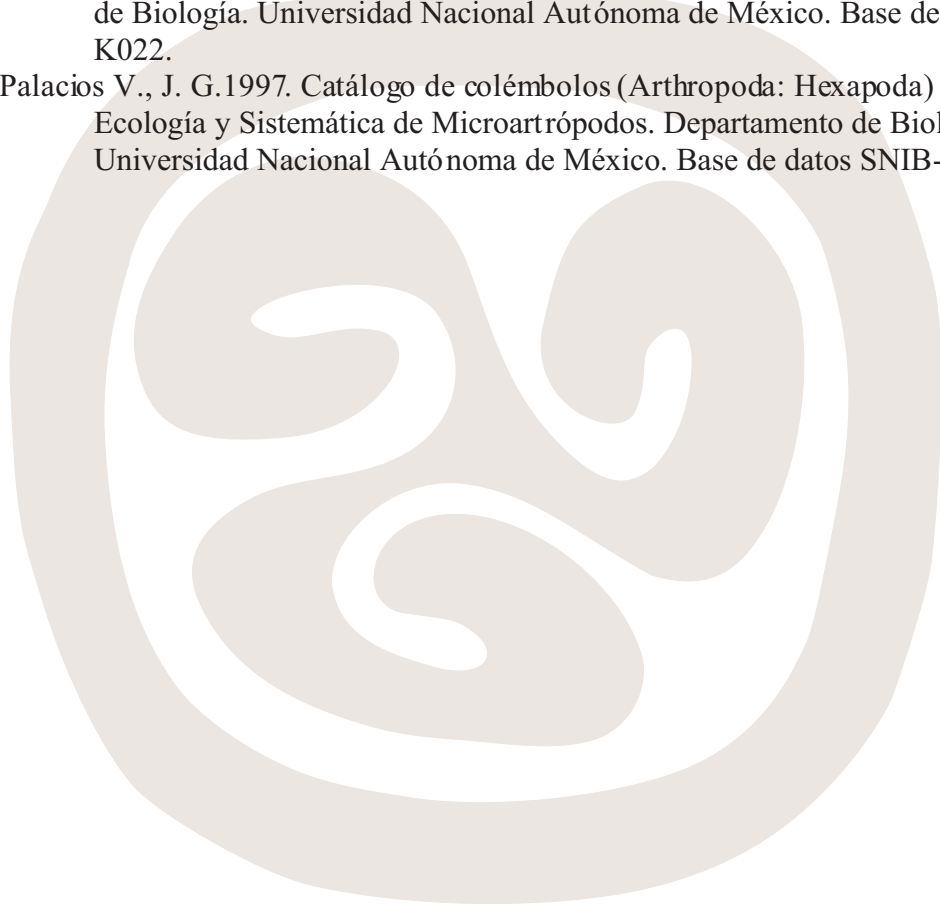 de Biología. Universidad Nacional Autónoma de México. Base de
K022.
Palacios V., J. G.1997. Catálogo de colémbolos (Arthropoda: Hexapoda)
Ecología y Sistemática de Microartrópodos. Departamento de Biol
Universidad Nacional Autónoma de México. Base de datos SNIB-